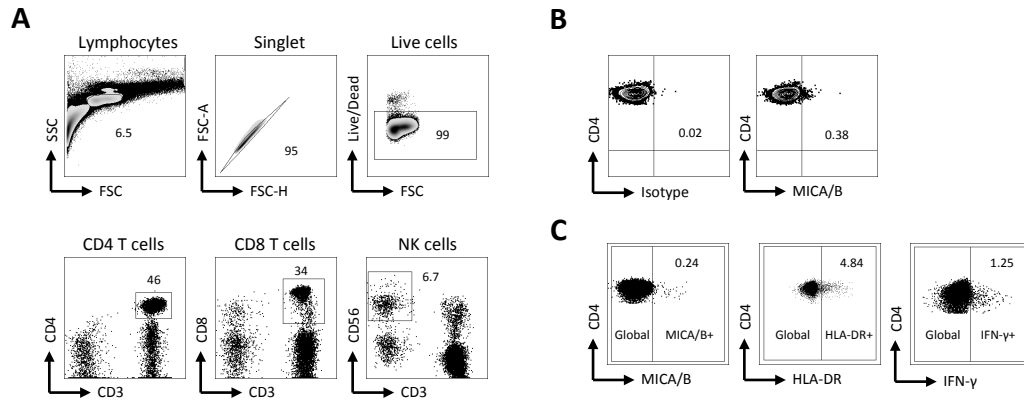 A
Lymphocytes
Singlet
Live cells
SSC
6.5
FSC
FSC-A
95
FSC-H
Live/Dead
99
FSC
CD4 T cells
CD8 T cells
NK cells
CD4
46
CD3
CD8
34
CD3
CD56
6.7
CD3
B
CD4
0.02
Isotype
CD4
0.38
MICA/B
C
CD4
0.24
Global
MICA/B+
MICA/B
CD4
4.84
Global
HLA-DR+
HLA-DR
CD4
1.25
Global
IFN-γ+
IFN-γ